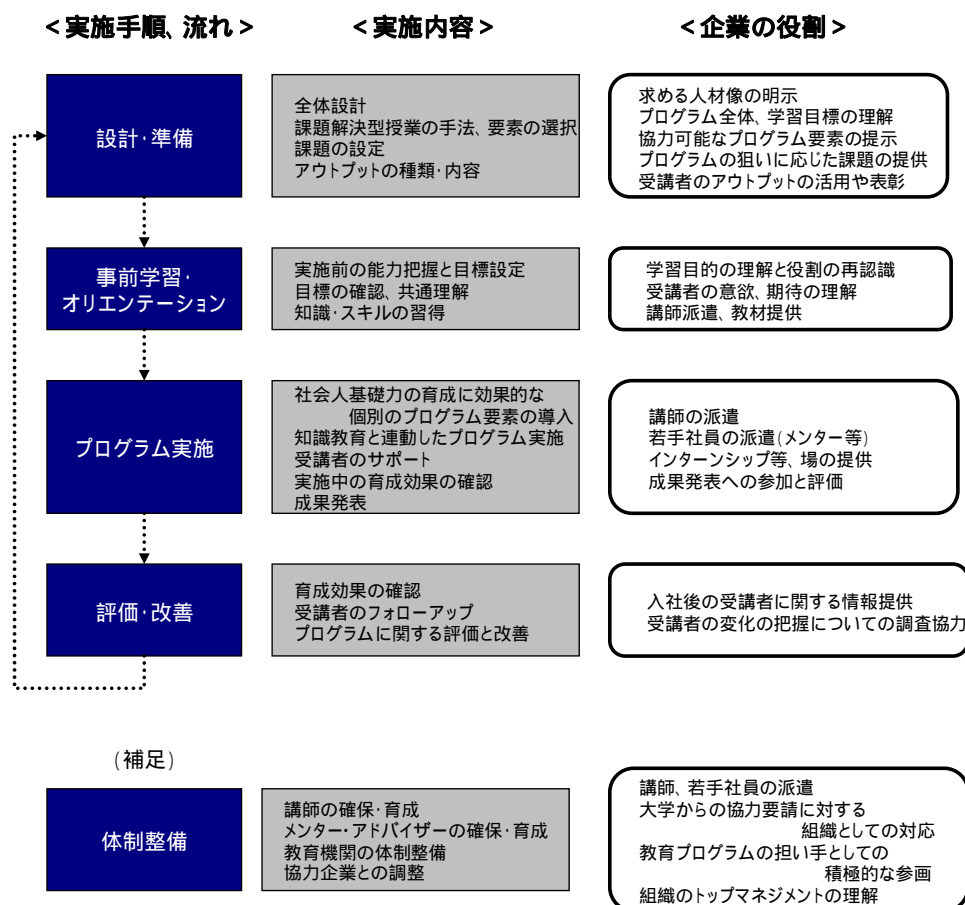 ＜実施手順、流れ＞
＜実施内容＞
＜企業の役割＞
設計・準備
全体設計
課題解決型授業の手法、要素の選択
課題の設定
アウトプットの種類・内容
求める人材像の明示
プログラム全体、学習目標の理解
協力可能なプログラム要素の提示
プログラムの狙いに応じた課題の提供
受講者のアウトプットの活用や表彰
事前学習・
オリエンテーション
実施前の能力把握と目標設定
目標の確認、共通理解
知識・スキルの習得
学習目的の理解と役割の再認識
受講者の意欲、期待の理解
講師派遣、教材提供
プログラム実施
社会人基礎力の育成に効果的な
個別のプログラム要素の導入
知識教育と連動したプログラム実施
受講者のサポート
実施中の育成効果の確認
成果発表
講師の派遣
若手社員の派遣(メンター等)
インターンシップ等、場の提供
成果発表への参加と評価
評価・改善
育成効果の確認
受講者のフォローアップ
プログラムに関する評価と改善
入社後の受講者に関する情報提供
受講者の変化の把握についての調査協力
(補足)
体制整備
講師の確保・育成
メンター・アドバイザーの確保・育成
教育機関の体制整備
協力企業との調整
講師、若手社員の派遣
大学からの協力要請に対する
組織としての対応
教育プログラムの担い手としての
積極的な参画
組織のトップマネジメントの理解